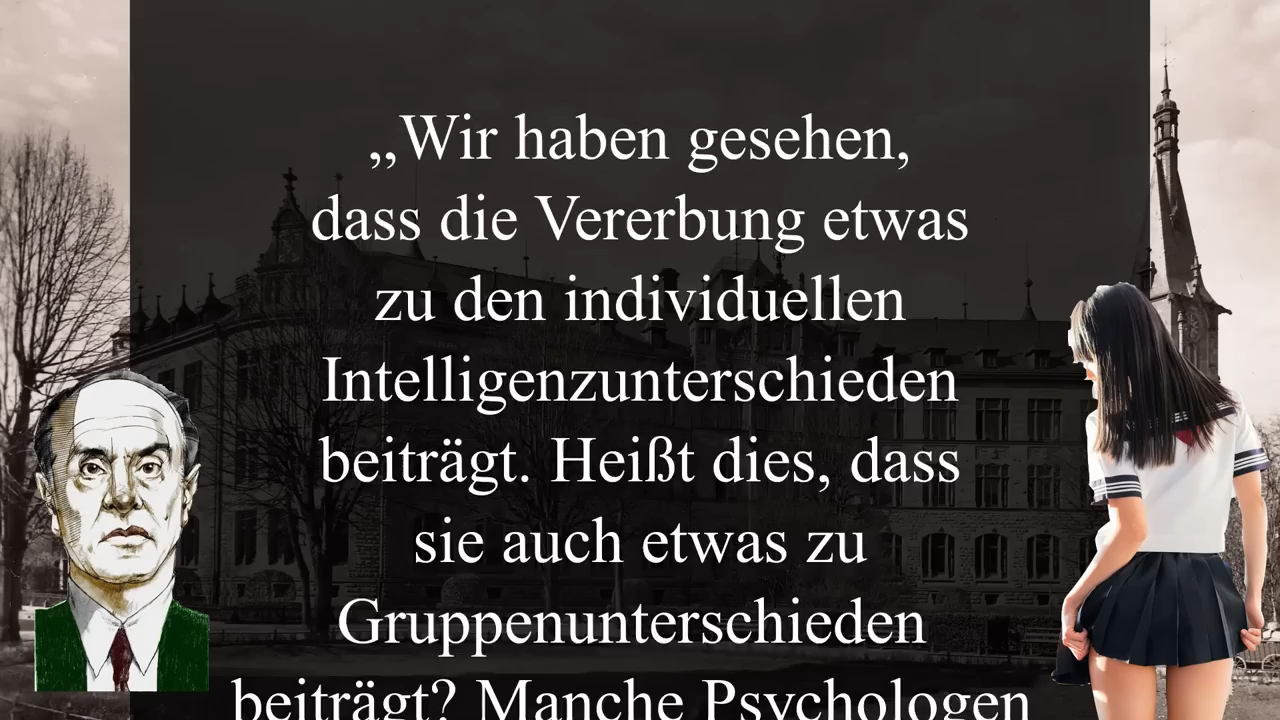 „Wir haben gesehen,
dass die Vererbung etwas
zu den individuellen
Intelligenzunterschieden
beiträgt. Heißt dies, dass
sie auch etwas zu
Gruppenunterschieden
beiträgt? Manche Psychologen